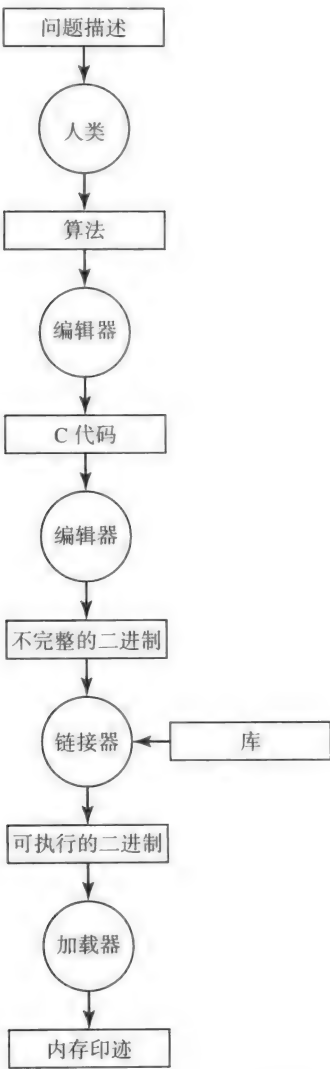 问题描述
人类
算法
编辑器
C 代码
编辑器
不完整的二进制
链接器
库
可执行的二进制
加载器
内存印迹